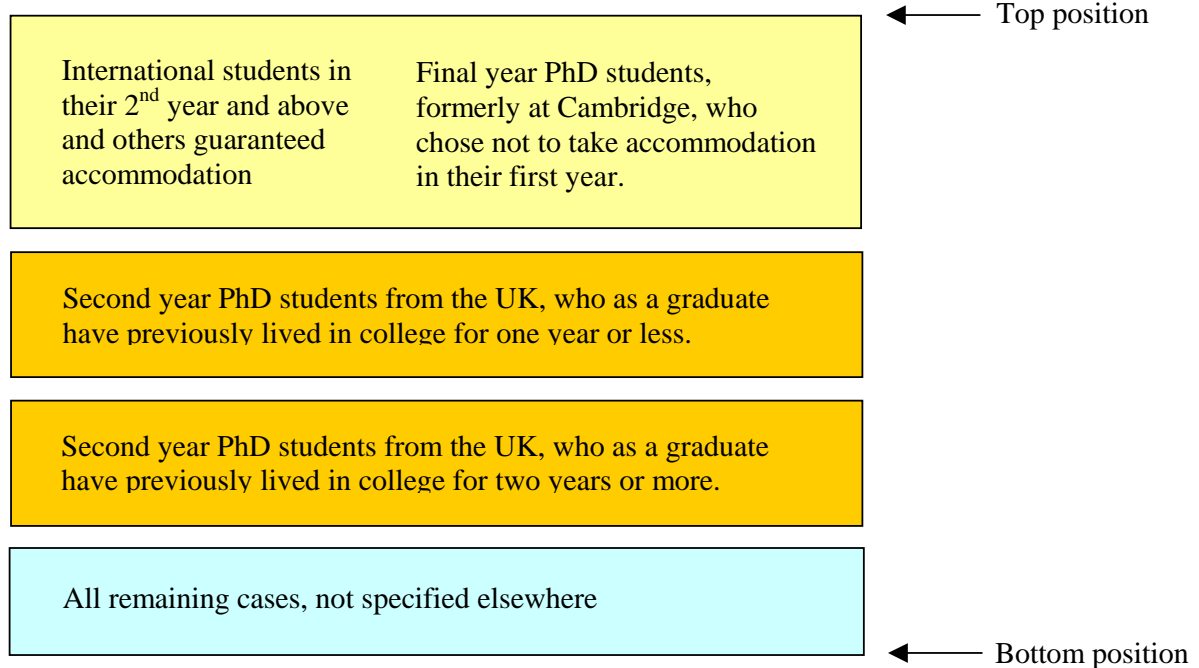 Top position
International students in
their 2nd year and above
and others guaranteed
accommodation
Final year PhD students,
formerly at Cambridge, who
chose not to take accommodation
in their first year.
Second year PhD students from the UK, who as a graduate
have previously lived in college for one year or less.
Second year PhD students from the UK, who as a graduate
have previously lived in college for two years or more.
All remaining cases, not specified elsewhere
Bottom position